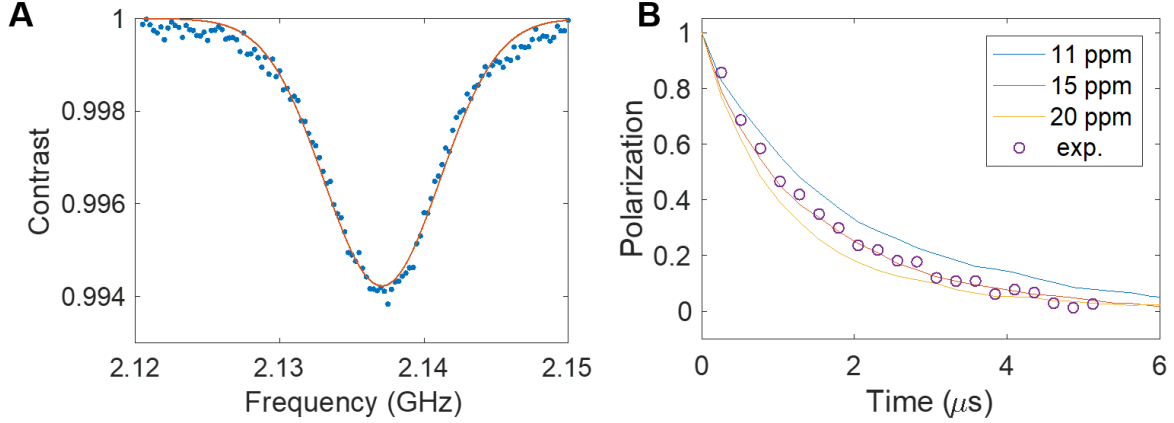 A
Contrast
1
0.998
0.996
0.994
2.12
2.13
2.14
2.15
Frequency (GHz)
B
Polarization
1
0.8
0.6
0.4
0.2
0
0
2
4
6
Time (μs)
11 ppm
15 ppm
20 ppm
exp.